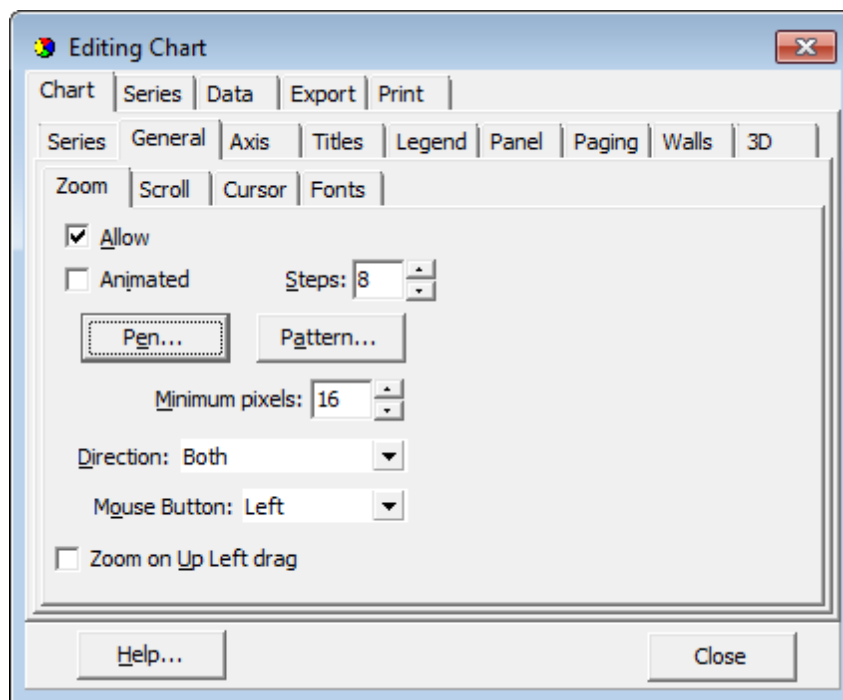 Editing Chart
Chart Series Data Export Print
Series General Axis Titles Legend Panel Paging Walls 3D
Zoom Scroll Cursor Fonts
Allow
Animated Steps: 8
Pen... Pattern...
Minimum pixels: 16
Direction: Both
Mouse Button: Left
Zoom on Up Left drag
Help... Close